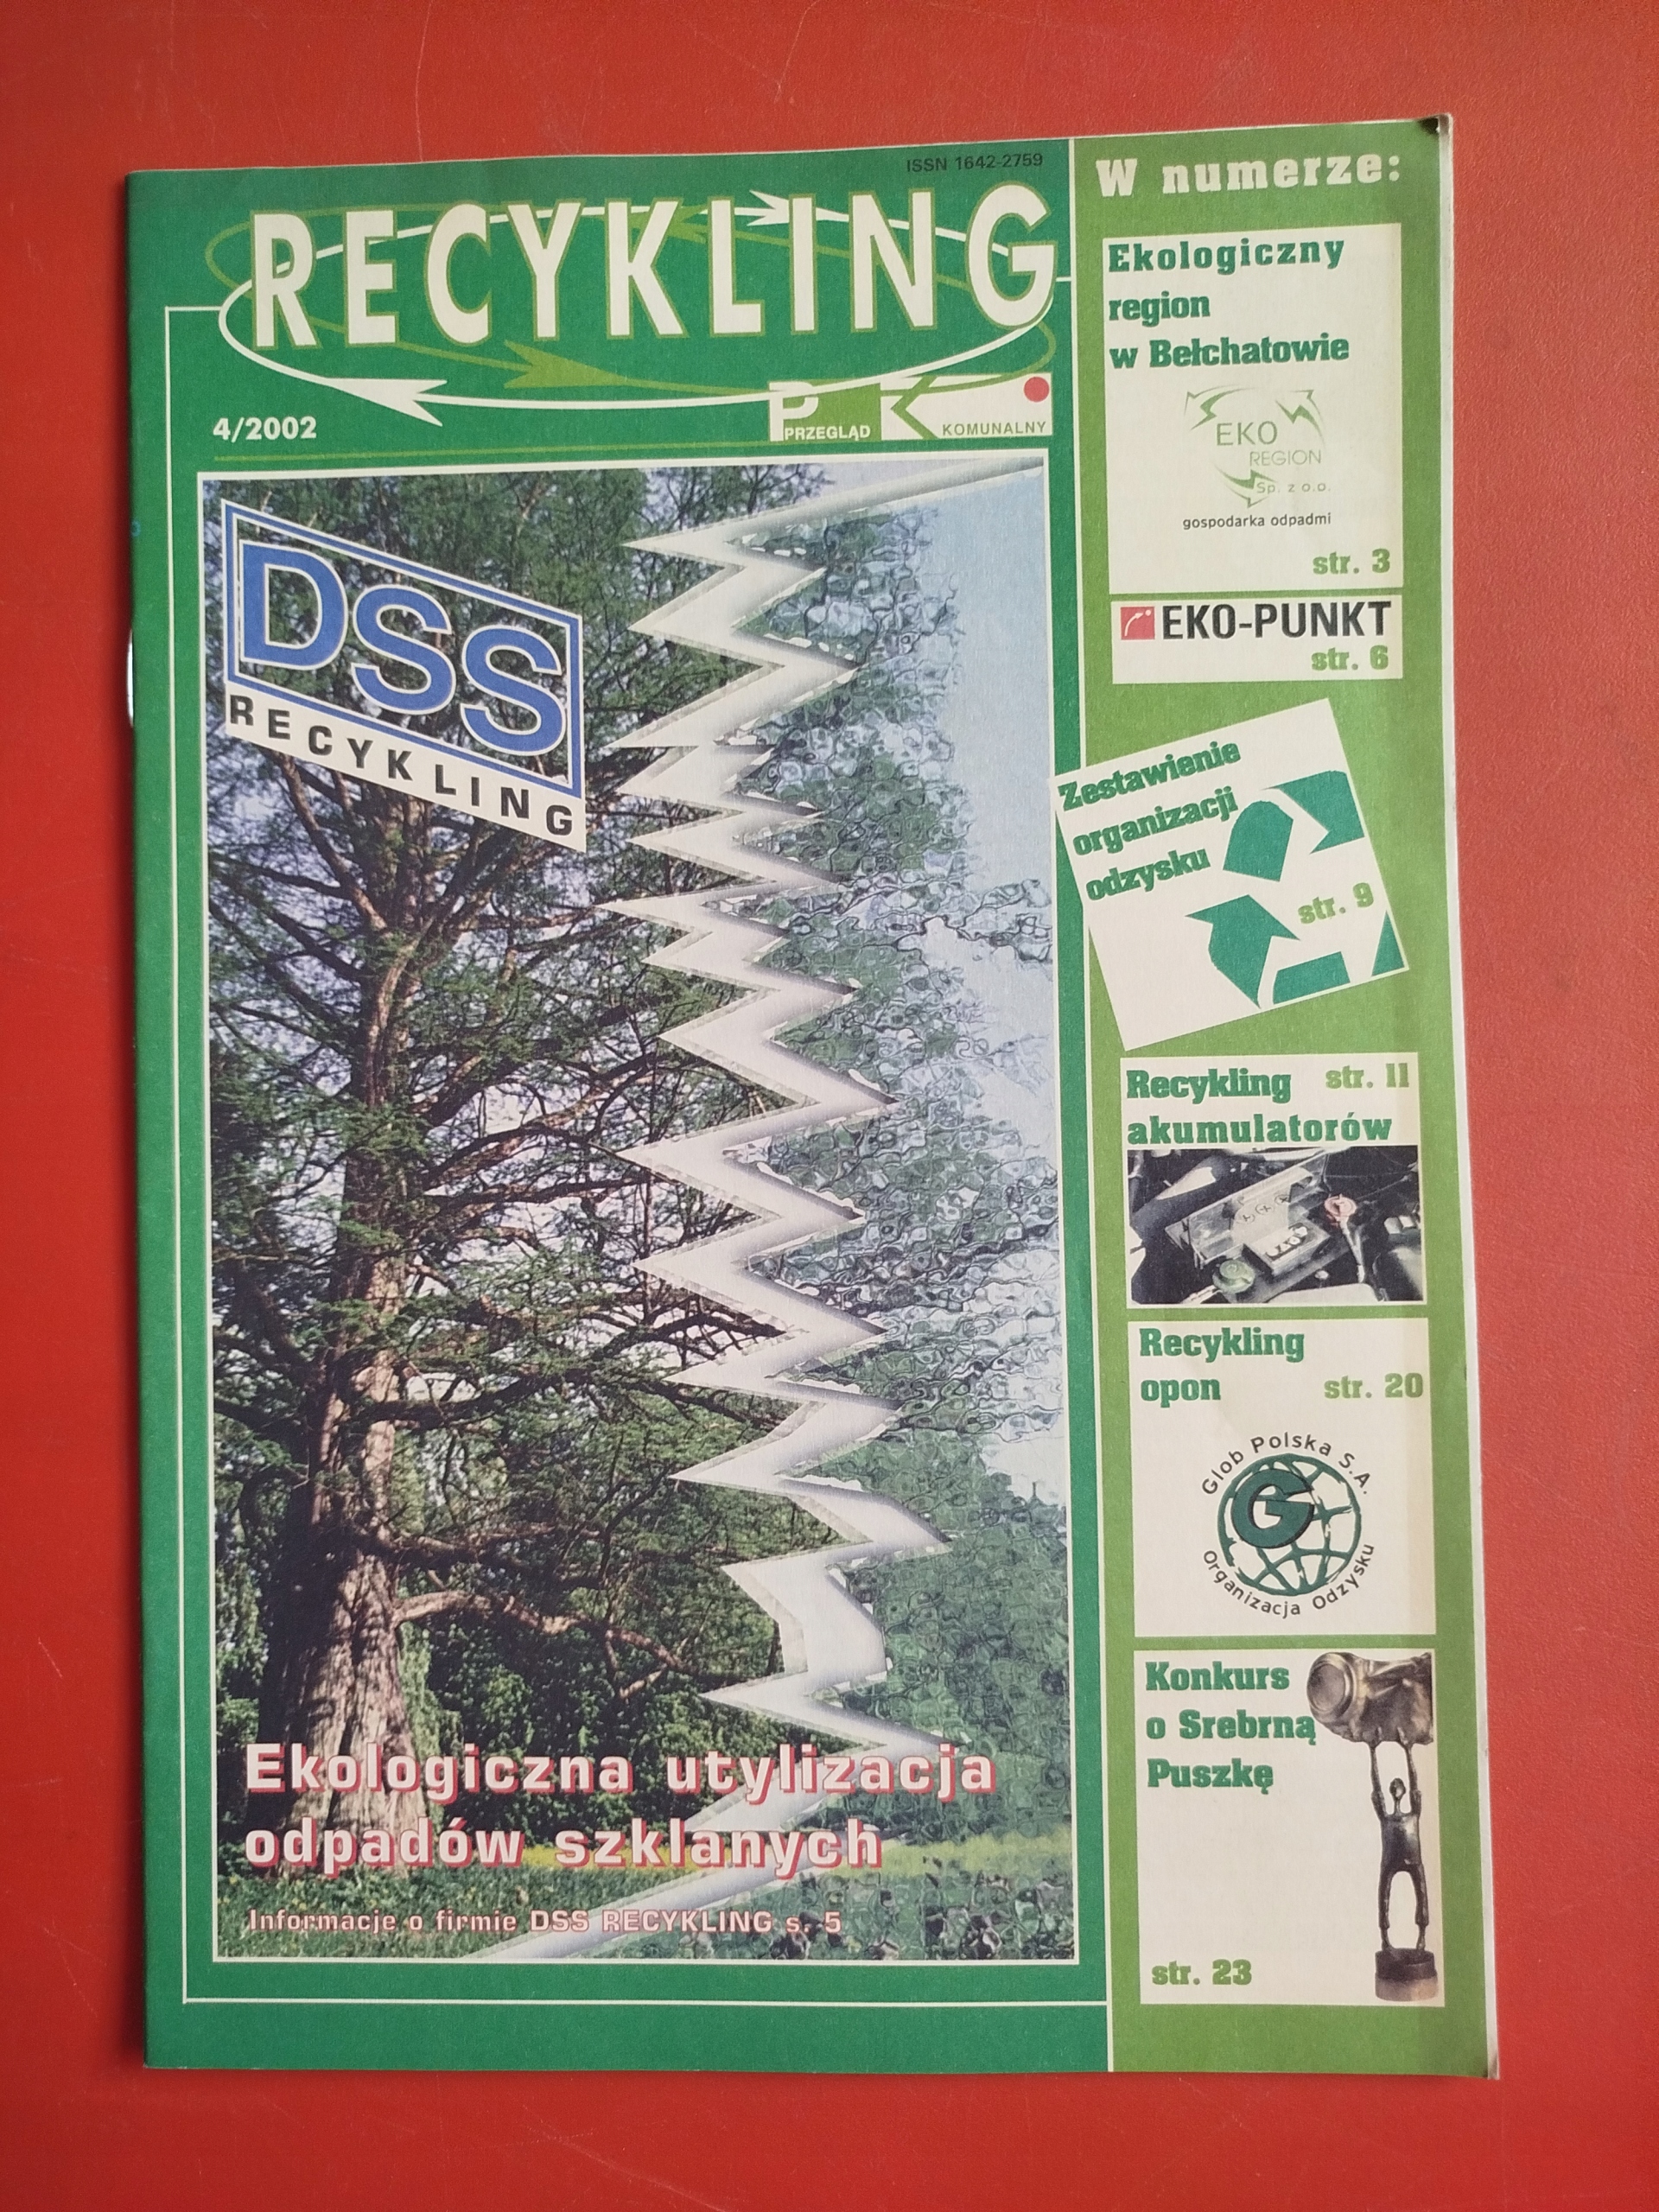 ISSN 1642-2759
RECYKLING
4/2002
PK
PRZEGLĄD KOMUNALNY
DSS
RECYKLING
Ekologiczna utylizacja
odpadów szklanych
Informacje o firmie DSS RECYKLING s. 5
W numerze:
Ekologiczny
region
w Bełchatowie
EKO
REGION
Sp. z o.o.
gospodarka odpadmi
str. 3
EKO-PUNKT
str. 6
Zestawienie
organizacji
odzysku
str. 9
Recykling str. 11
akumulatorów
Recykling
opon str. 20
Glob Polska S.A.
G
Organizacja Odzysku
Konkurs
o Srebrną
Puszkę
str. 23